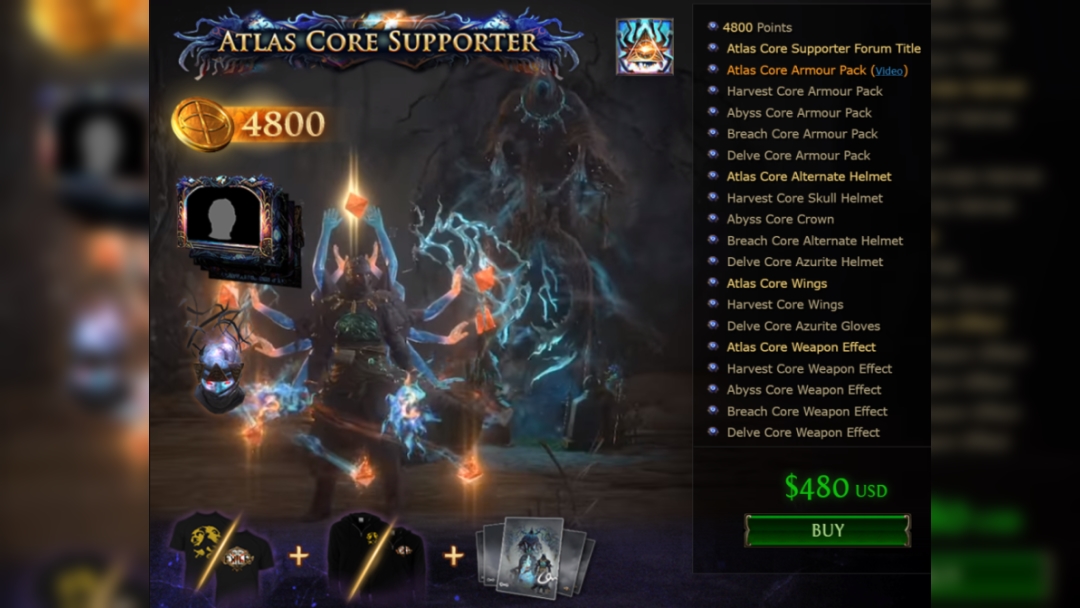 ATLAS CORE SUPPORTER
4800
4800 Points
Atlas Core Supporter Forum Title
Atlas Core Armour Pack (Video)
Harvest Core Armour Pack
Abyss Core Armour Pack
Breach Core Armour Pack
Delve Core Armour Pack
Atlas Core Alternate Helmet
Harvest Core Skull Helmet
Abyss Core Crown
Breach Core Alternate Helmet
Delve Core Azurite Helmet
Atlas Core Wings
Harvest Core Wings
Delve Core Azurite Gloves
Atlas Core Weapon Effect
Harvest Core Weapon Effect
Abyss Core Weapon Effect
Breach Core Weapon Effect
Delve Core Weapon Effect
$480 USD
BUY
+
+